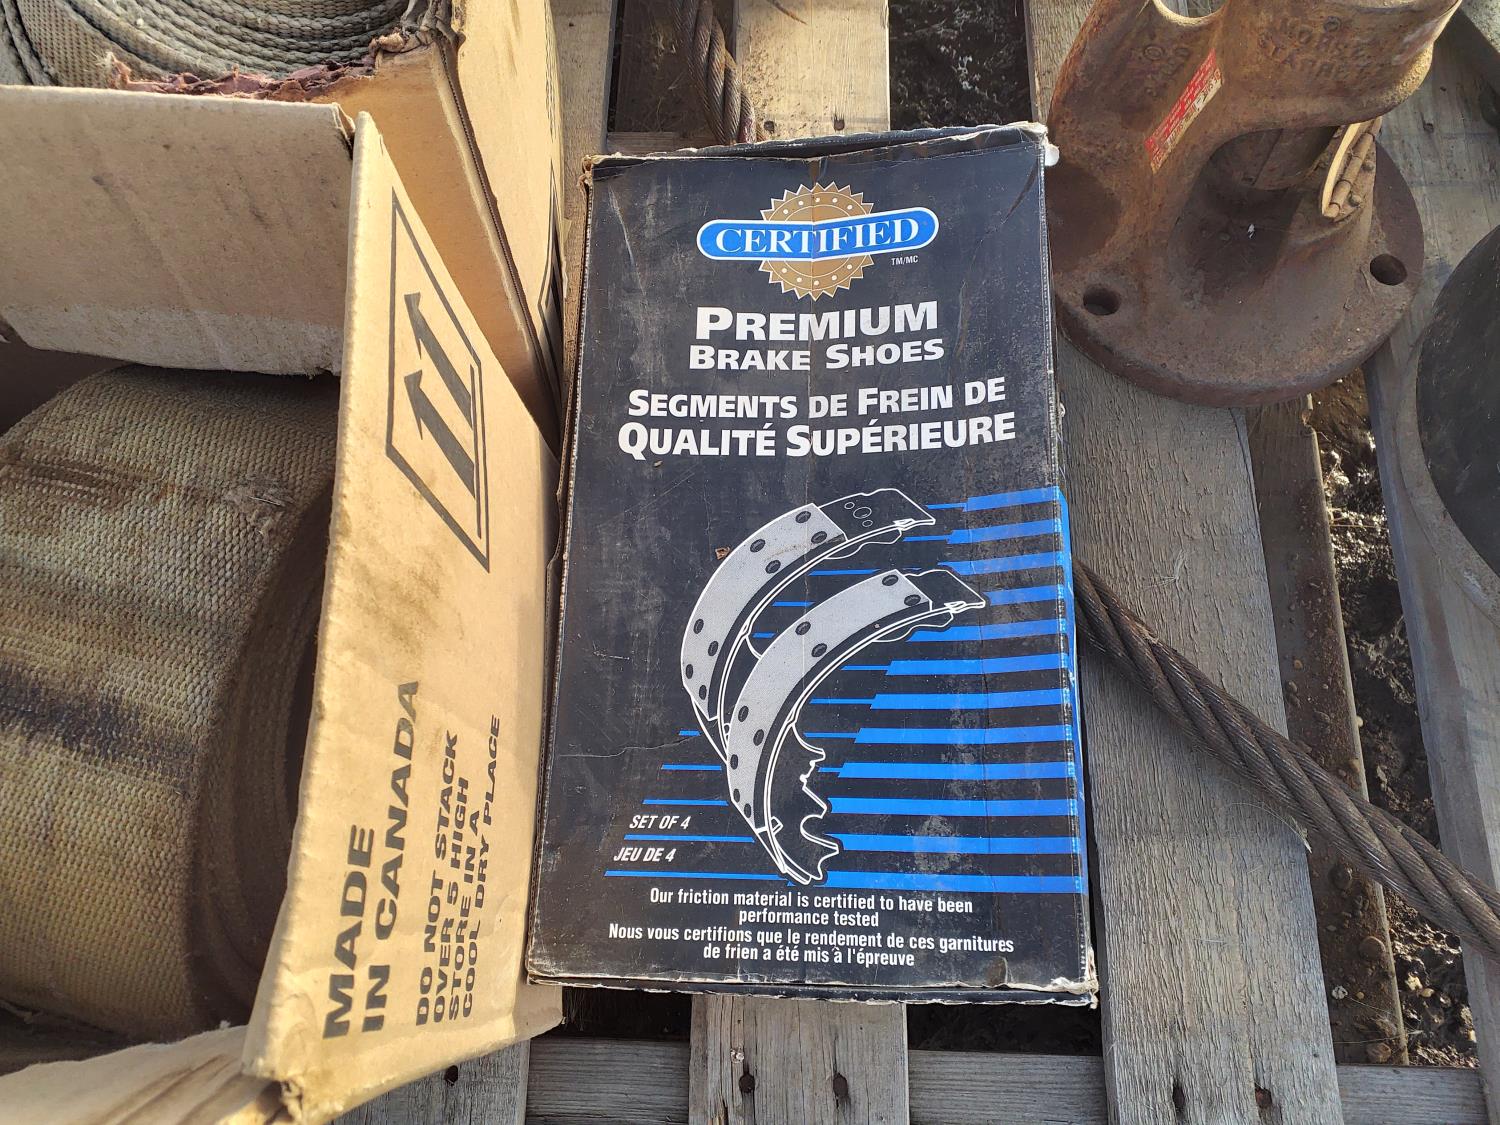 CERTIFIED
TM/MC
PREMIUM
BRAKE SHOES
SEGMENTS DE FREIN DE
QUALITÉ SUPÉRIEURE
SET OF 4
JEU DE 4
Our friction material is certified to have been
performance tested
Nous vous certifions que le rendement de ces garnitures
de frien a été mis à l'épreuve
MADE
IN CANADA
DO NOT STACK
OVER 5 HIGH
STORE IN A
COOL DRY PLACE